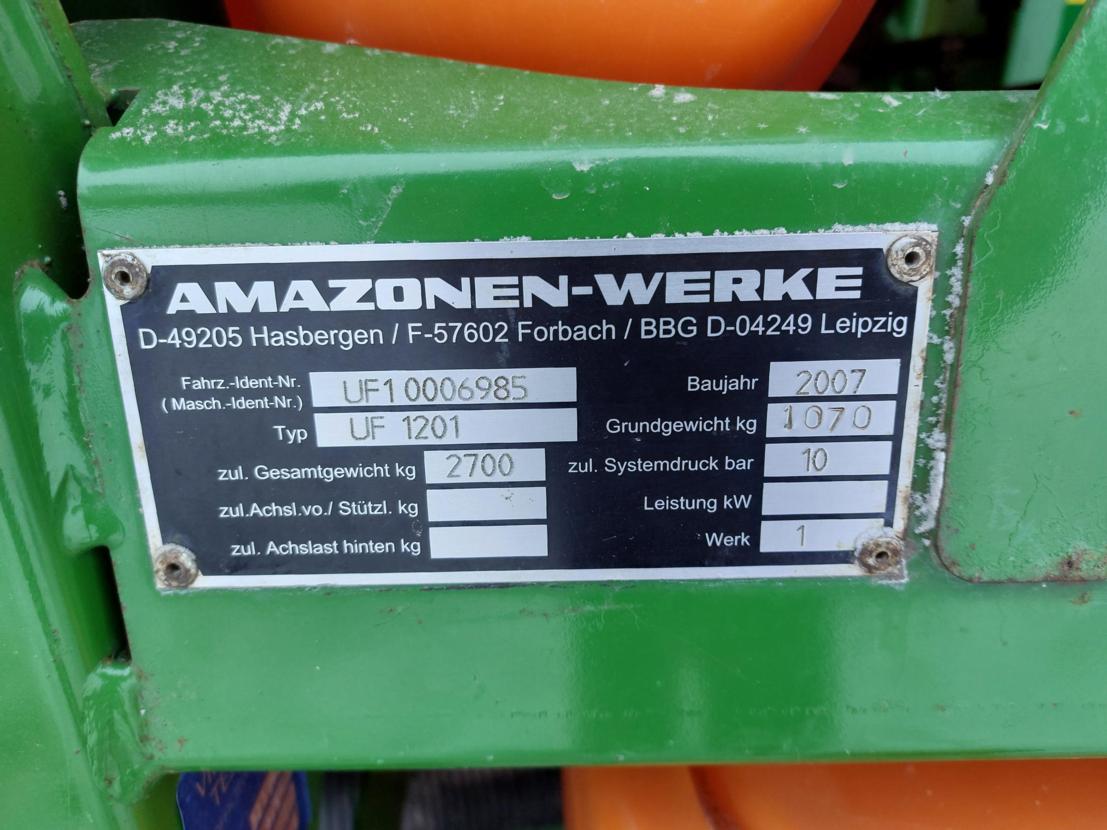 AMAZONEN-WERKE
D-49205 Hasbergen / F-57602 Forbach / BBG D-04249 Leipzig
Fahrz.-Ident-Nr.
(Masch.-Ident-Nr.) UF10006985
Typ UF 1201
zul. Gesamtgewicht kg 2700
zul.Achsl.vo./ Stützl. kg
zul. Achslast hinten kg
Baujahr 2007
Grundgewicht kg 1070
zul. Systemdruck bar 10
Leistung kW
Werk 1